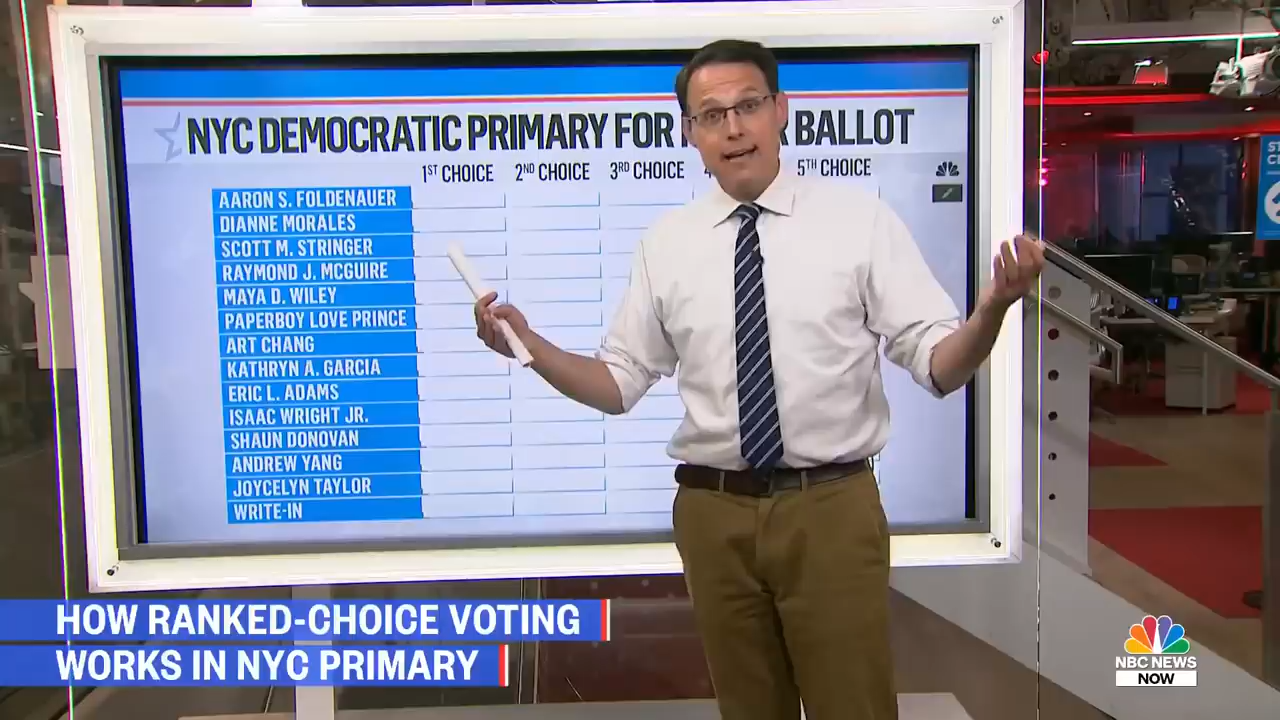 NYC DEMOCRATIC PRIMARY FOR BALLOT
1ST CHOICE 2ND CHOICE 3RD CHOICE 5TH CHOICE
AARON S. FOLDENAUER
DIANNE MORALES
SCOTT M. STRINGER
RAYMOND J. MCGUIRE
MAYA D. WILEY
PAPERBOY LOVE PRINCE
ART CHANG
KATHRYN A. GARCIA
ERIC L. ADAMS
ISAAC WRIGHT JR.
SHAUN DONOVAN
ANDREW YANG
JOYCELYN TAYLOR
WRITE-IN
HOW RANKED-CHOICE VOTING
WORKS IN NYC PRIMARY
NBC NEWS
NOW